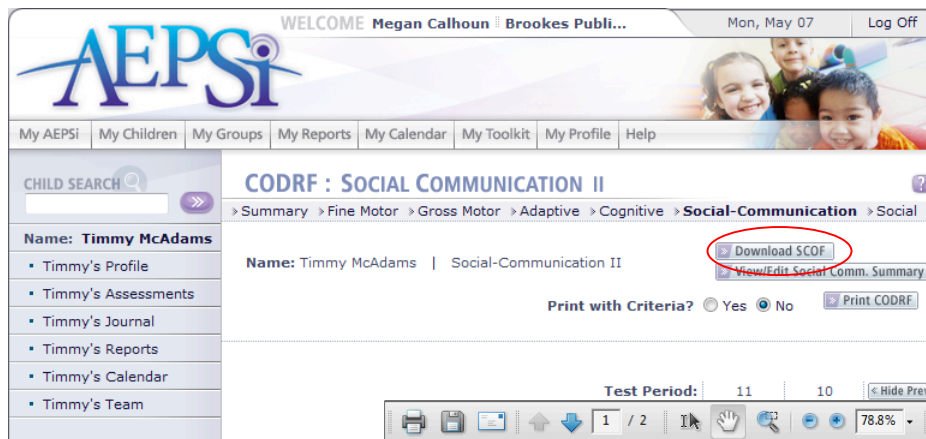 WELCOME Megan Calhoun Brookes Publi... Mon, May 07 Log Off
AEPSi
My AEPSi My Children My Groups My Reports My Calendar My Toolkit My Profile Help
CHILD SEARCH
CODRF : SOCIAL COMMUNICATION II
Summary Fine Motor Gross Motor Adaptive Cognitive Social-Communication Social
Name: Timmy McAdams
Timmy's Profile
Timmy's Assessments
Timmy's Journal
Timmy's Reports
Timmy's Calendar
Timmy's Team
Name: Timmy McAdams | Social-Communication II
Download SCOF
View/Edit Social Comm. Summary
Print with Criteria? Yes No Print CODRF
Test Period: 11 10 < Hide Prev
1 / 2 78.8%